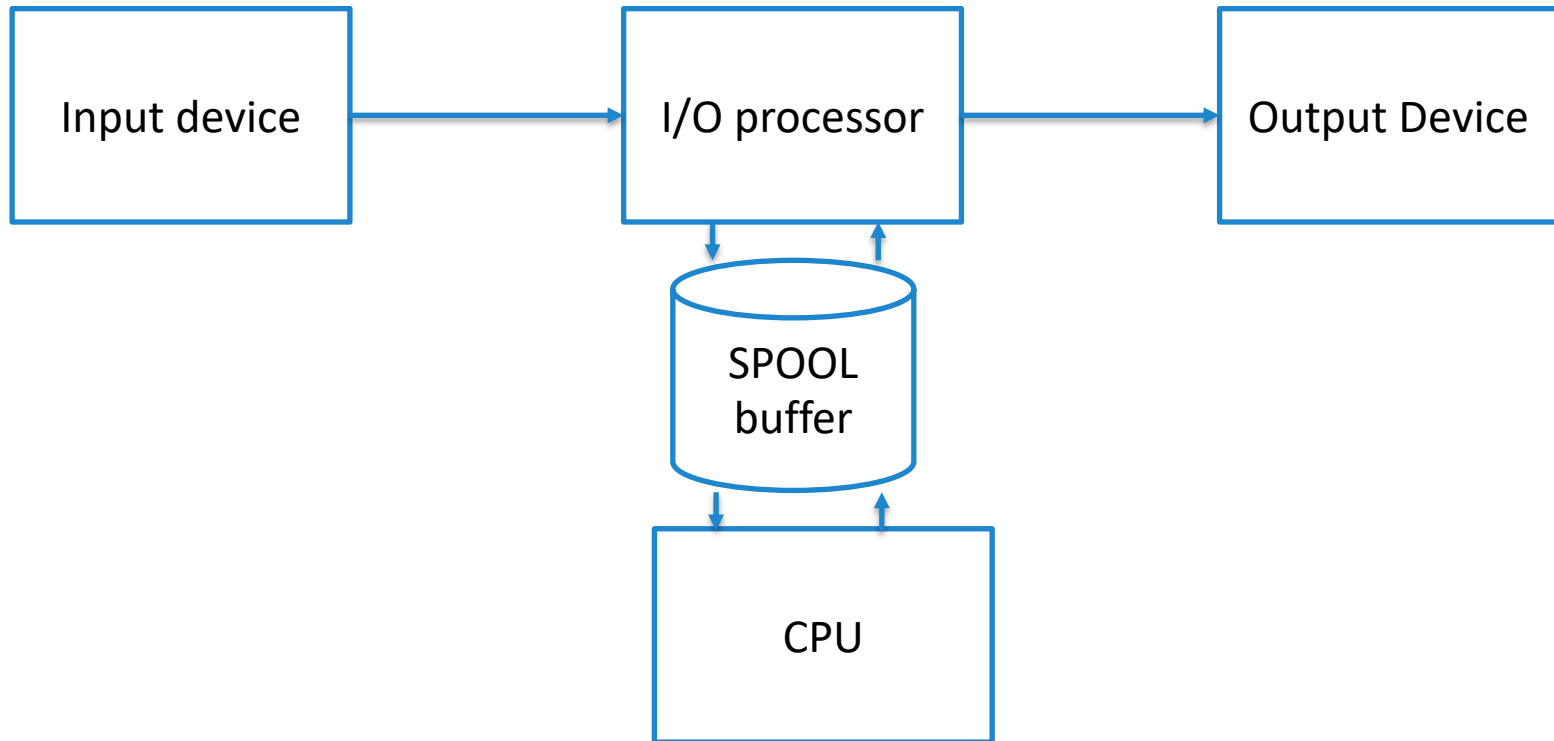 Input device
I/O processor
Output Device
SPOOL
buffer
CPU